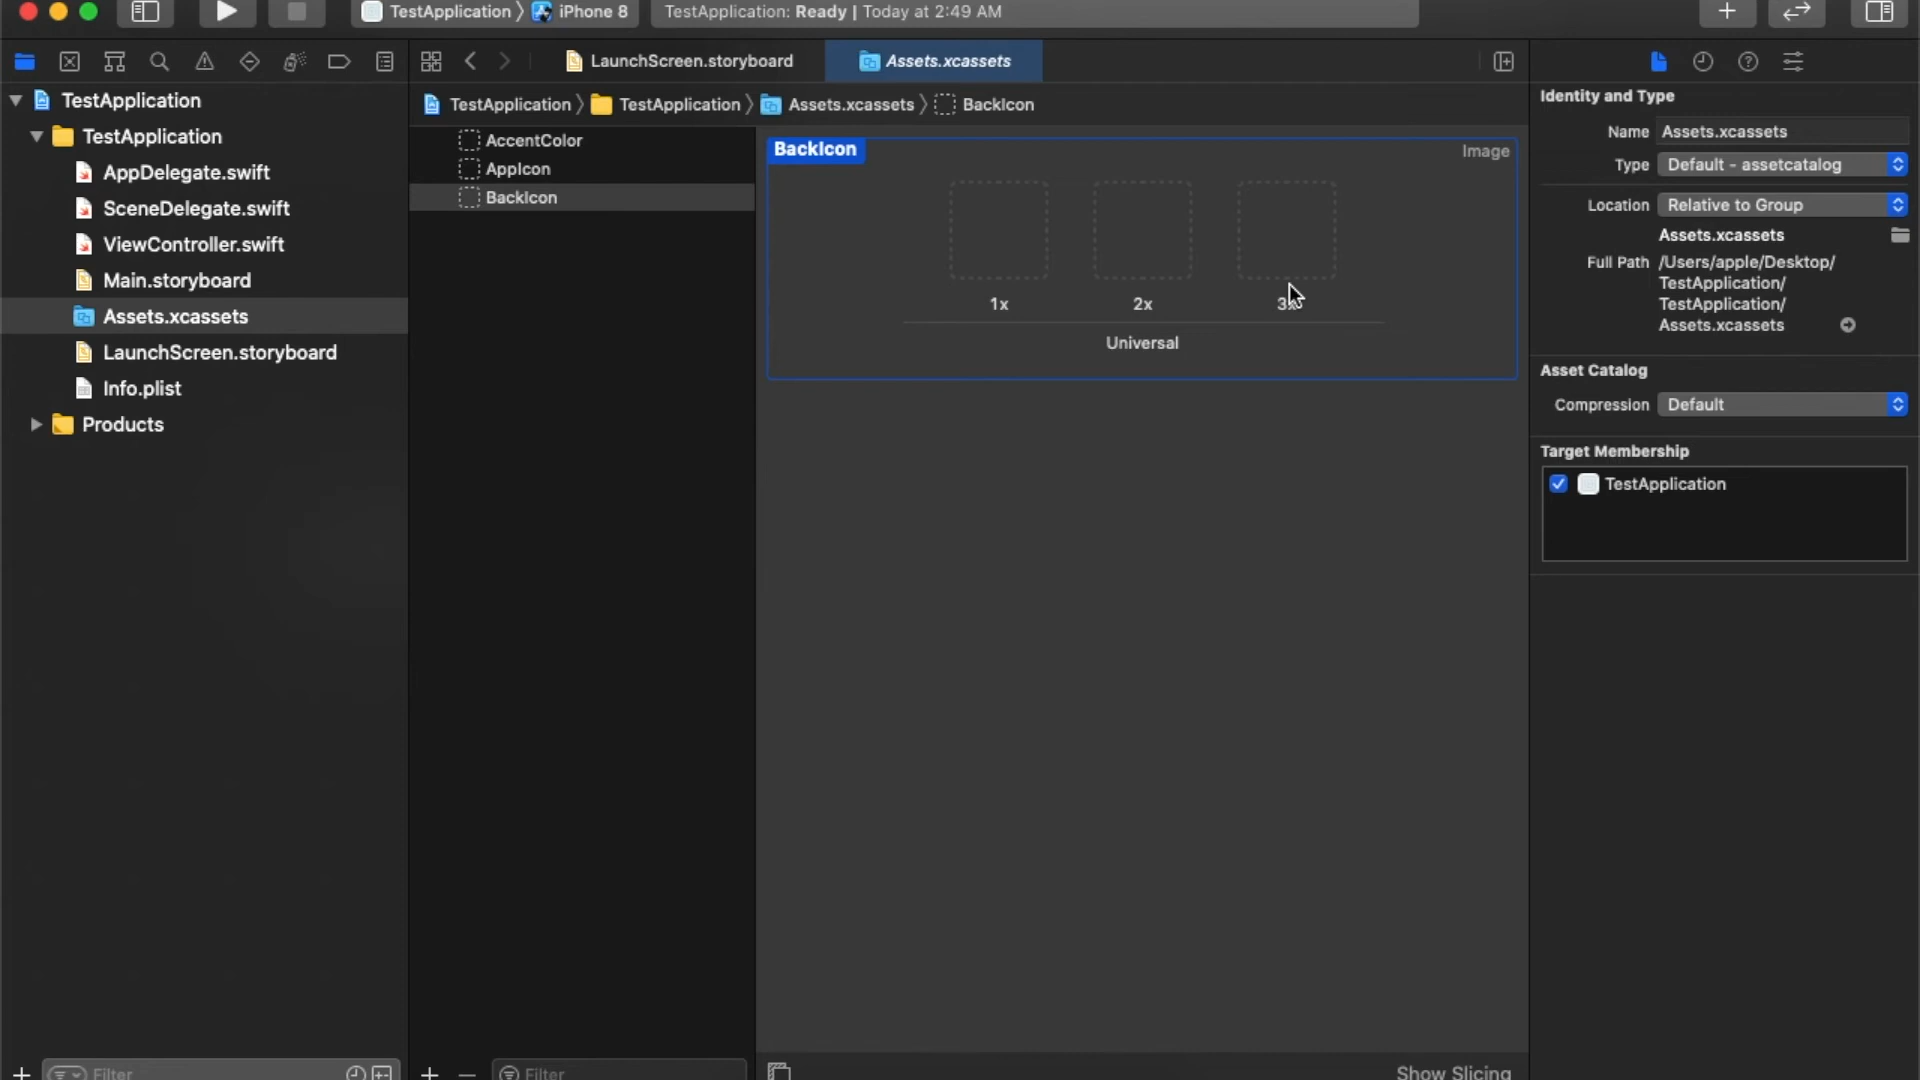 TestApplication 〉 iPhone 8
TestApplication: Ready | Today at 2:49 AM
LaunchScreen.storyboard
Assets.xcassets
TestApplication 〉 TestApplication 〉 Assets.xcassets 〉 BackIcon
TestApplication
TestApplication
AppDelegate.swift
SceneDelegate.swift
ViewController.swift
Main.storyboard
Assets.xcassets
LaunchScreen.storyboard
Info.plist
Products
Filter
AccentColor
AppIcon
BackIcon
Filter
BackIcon
Image
1x 2x 3x
Universal
Show Slicing
Identity and Type
Name Assets.xcassets
Type Default - assetcatalog
Location Relative to Group
Assets.xcassets
Full Path /Users/apple/Desktop/
TestApplication/
TestApplication/
Assets.xcassets
Asset Catalog
Compression Default
Target Membership
TestApplication